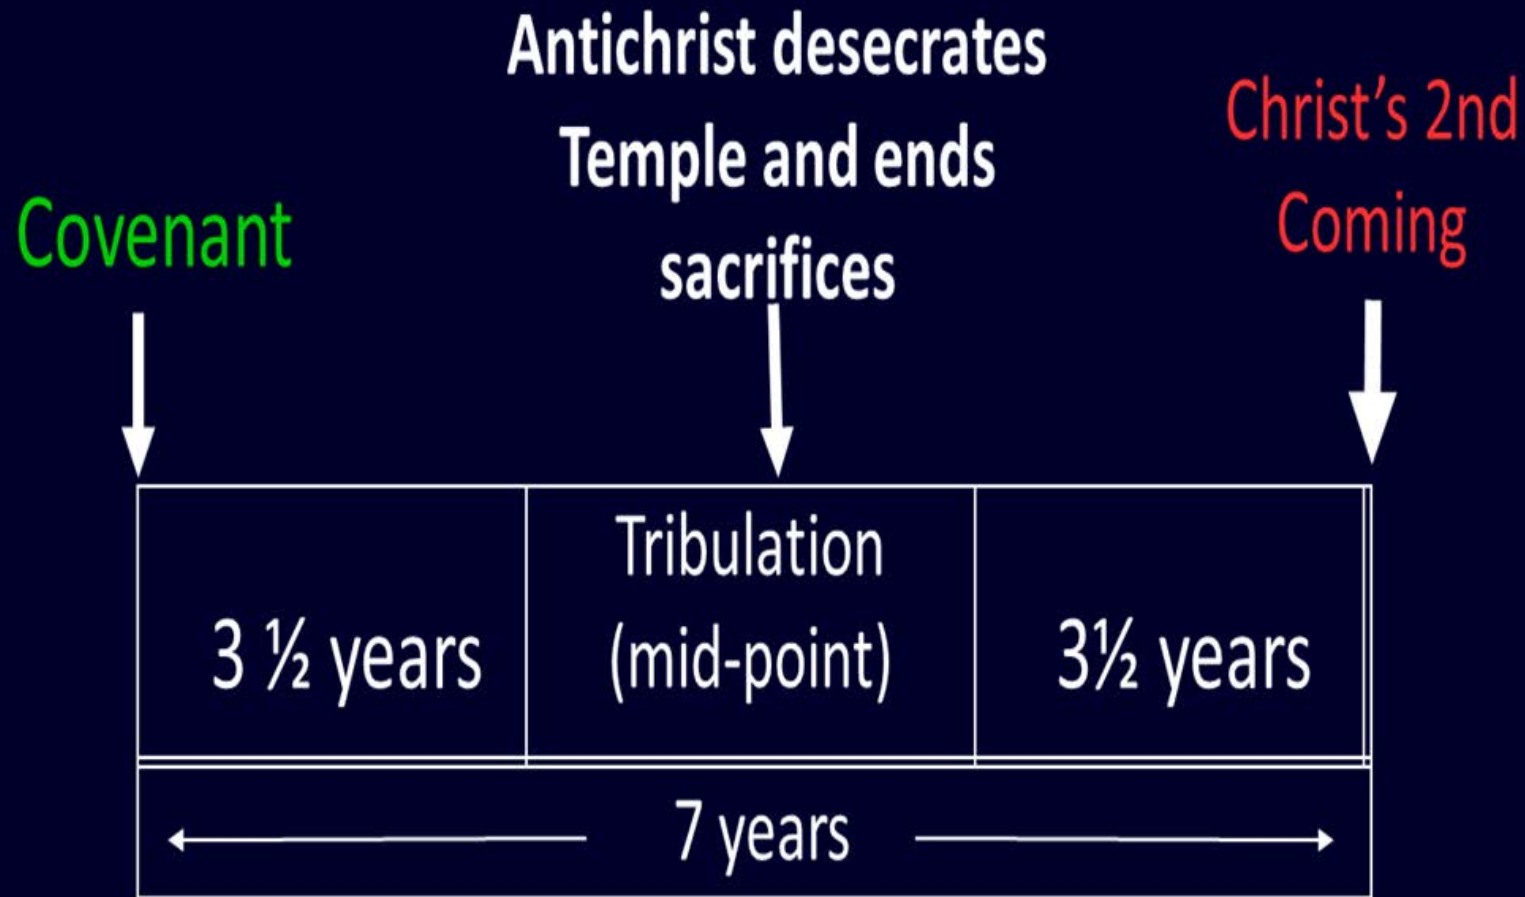 Antichrist desecrates
Temple and ends
sacrifices
Christ’s 2nd
Coming
Covenant
3 ½ years
Tribulation
(mid-point)
3½ years
7 years